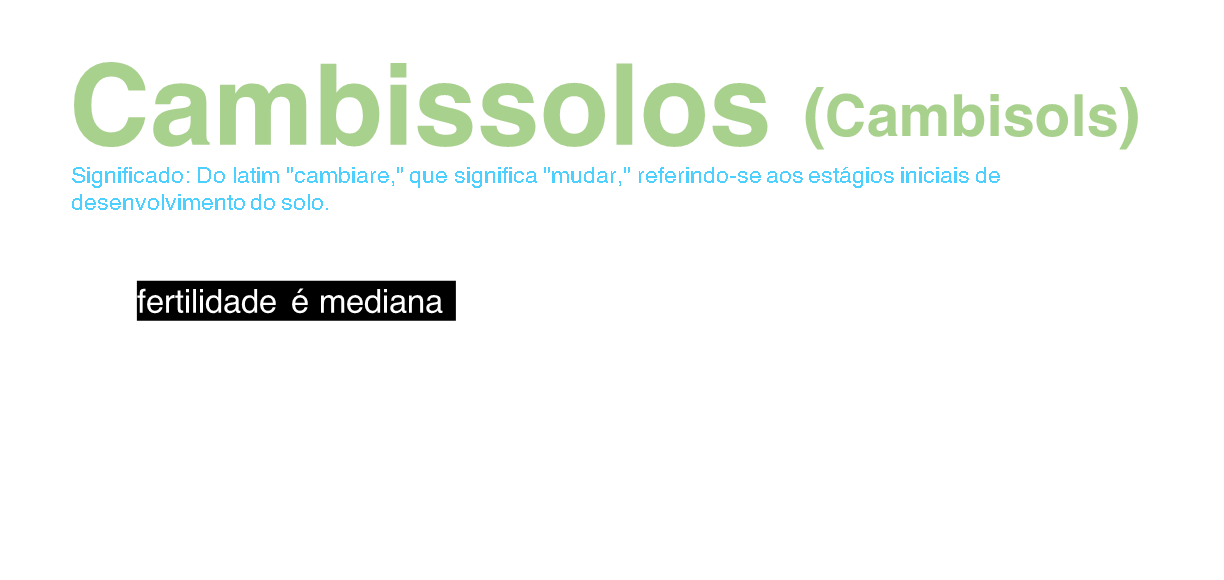 Cambissolos (Cambisols)
Significado: Do latim "cambiare," que significa "mudar," referindo-se aos estágios iniciais de
desenvolvimento do solo.
fertilidade é mediana